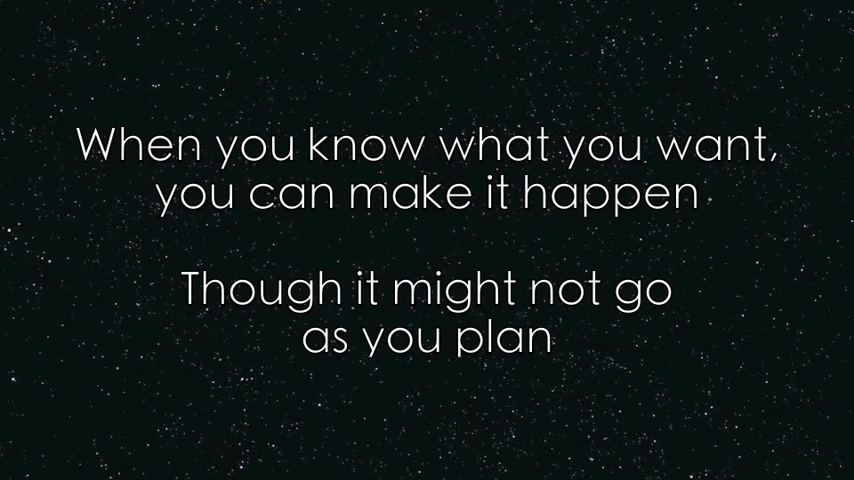 When you know what you want,
you can make it happen
Though it might not go
as you plan